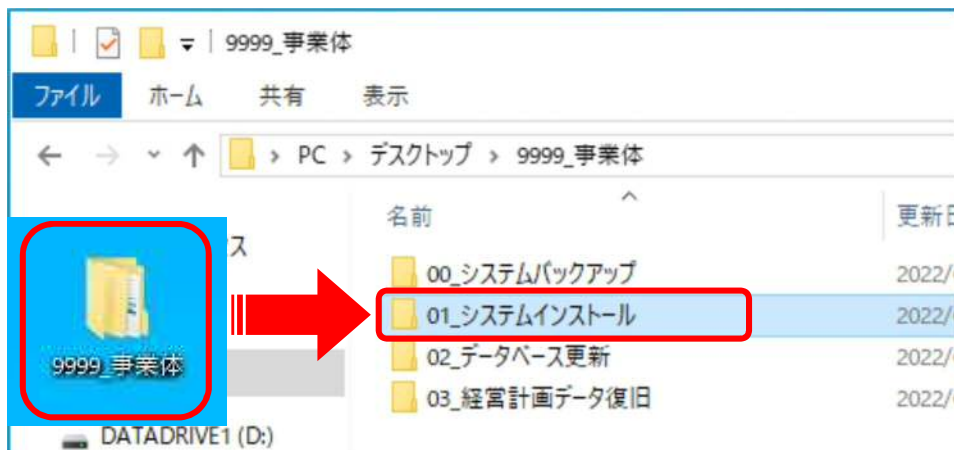 9999_事業体
ファイル ホーム 共有 表示
PC > デスクトップ > 9999_事業体
名前 更新日
ス
00_システムバックアップ 2022/
01_システムインストール 2022/
02_データベース更新 2022/
03_経営計画データ復旧 2022/
9999_事業体
DATADRIVE1 (D:)